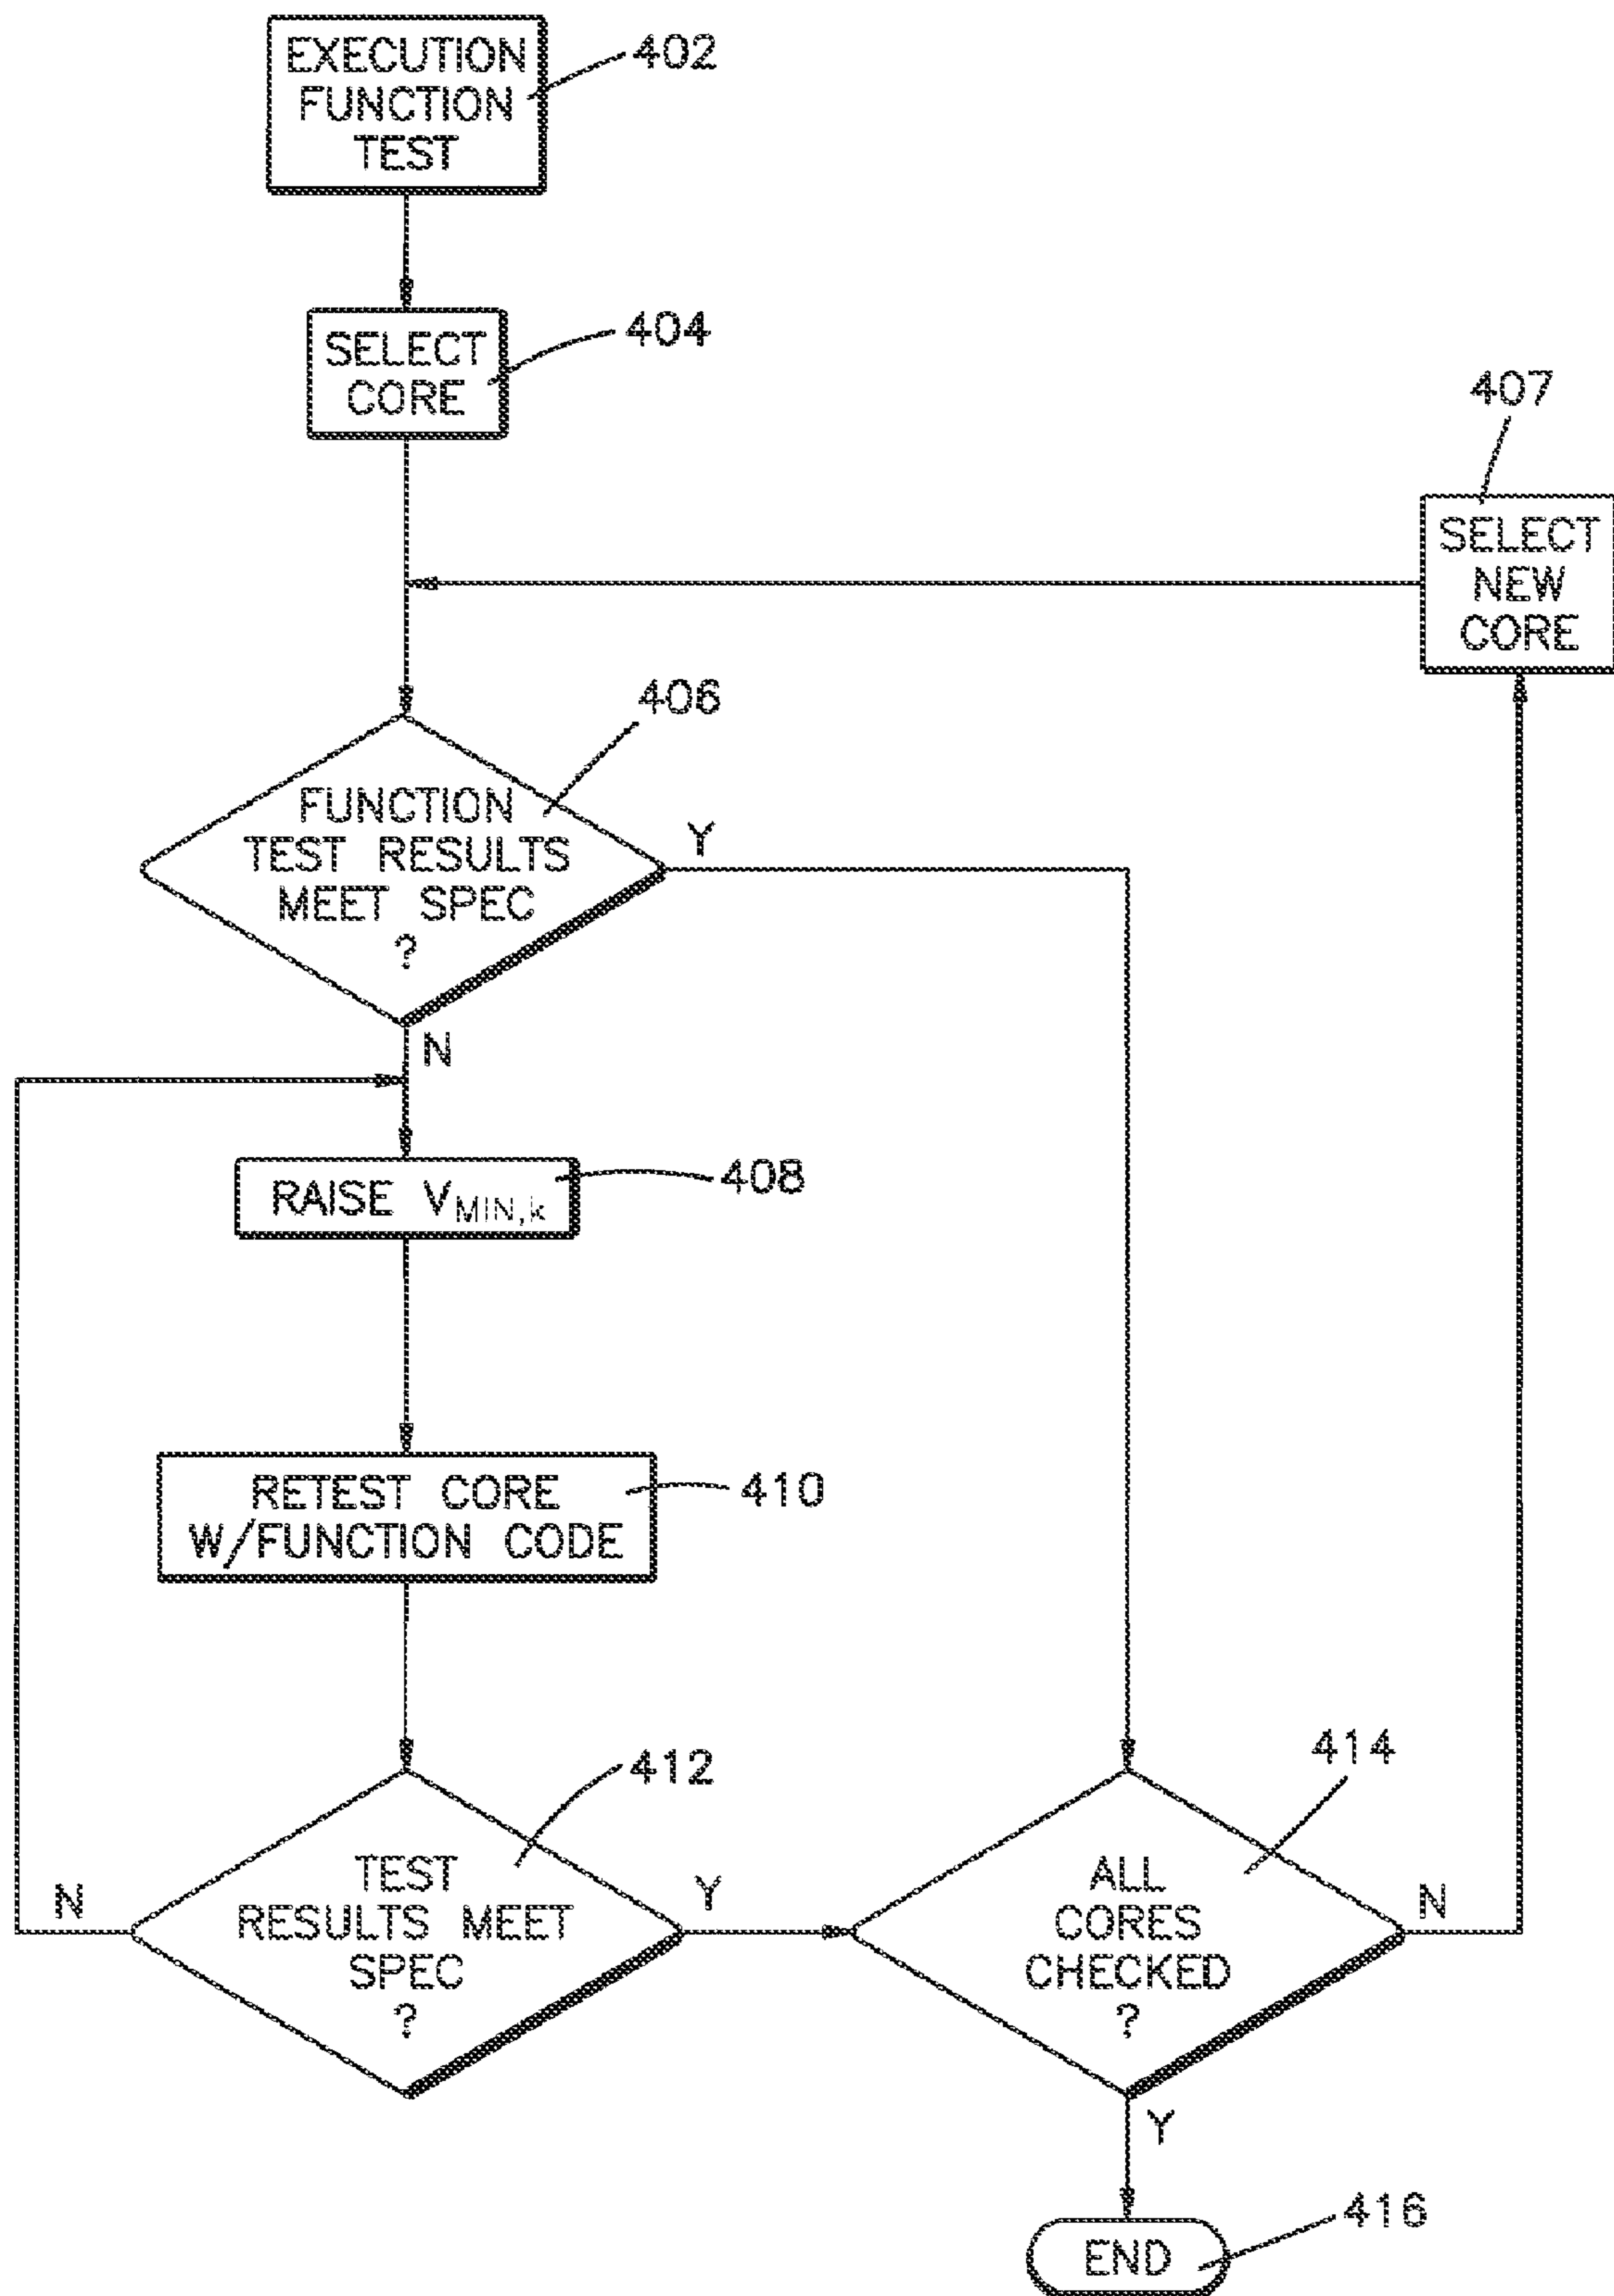 EXECUTION
FUNCTION
TEST
402
SELECT
CORE
404
407
SELECT
NEW
CORE
406
FUNCTION
TEST RESULTS
MEET SPEC
?
Y
N
RAISE VMIN,k
408
RETEST CORE
W/FUNCTION CODE
410
412
TEST
RESULTS MEET
SPEC
?
N
Y
414
ALL
CORES
CHECKED
?
N
Y
END
416